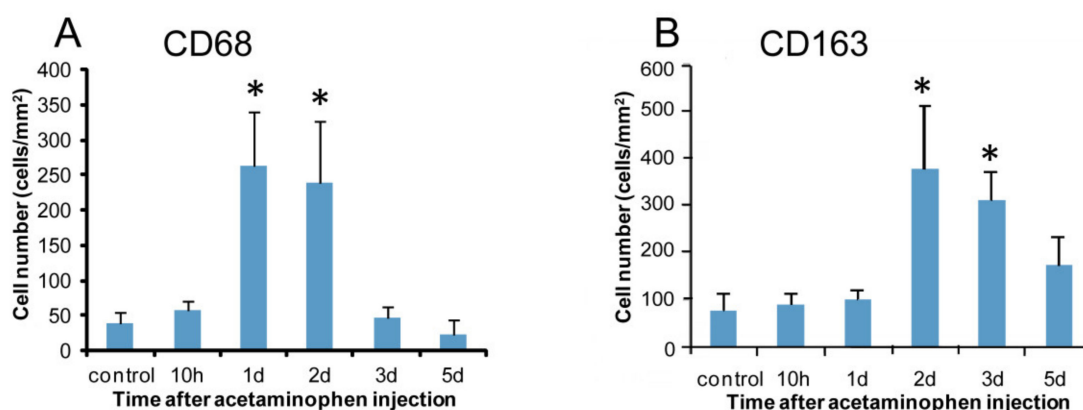 A
CD68
Cell number (cells/mm²)
400
350
300
250
200
150
100
50
0
*
*
control 10h 1d 2d 3d 5d
Time after acetaminophen injection
B
CD163
Cell number (cells/mm²)
600
500
400
300
200
100
0
*
*
control 10h 1d 2d 3d 5d
Time after acetaminophen injection